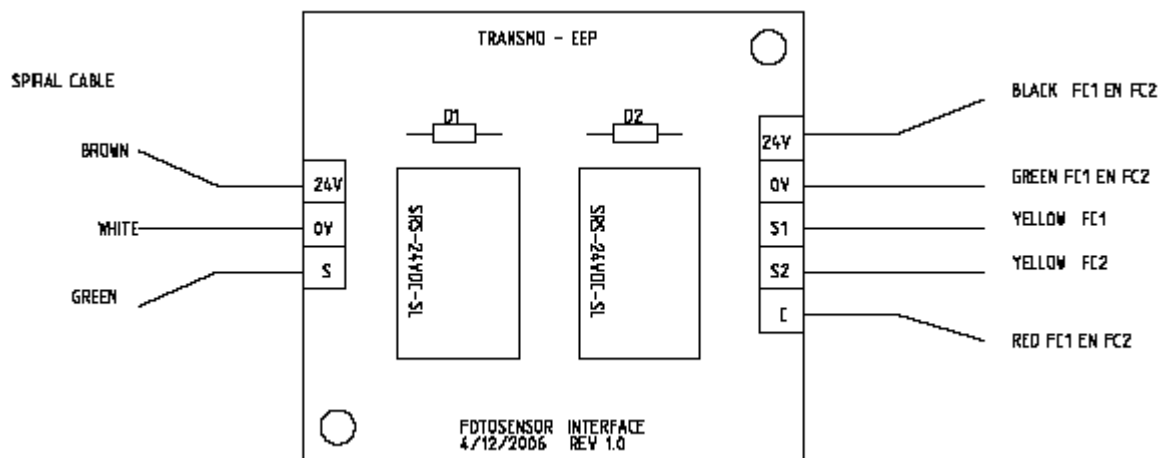 TRANSMO - EEP
SPIRAL CABLE
BROWN
WHITE
GREEN
24V
0V
S
D1
D2
SRS-24VDC-SL
SRS-24VDC-SL
24V
0V
S1
S2
C
BLACK FC1 EN FC2
GREEN FC1 EN FC2
YELLOW FC1
YELLOW FC2
RED FC1 EN FC2
FOTOSENSOR INTERFACE
4/12/2006 REV 1.0